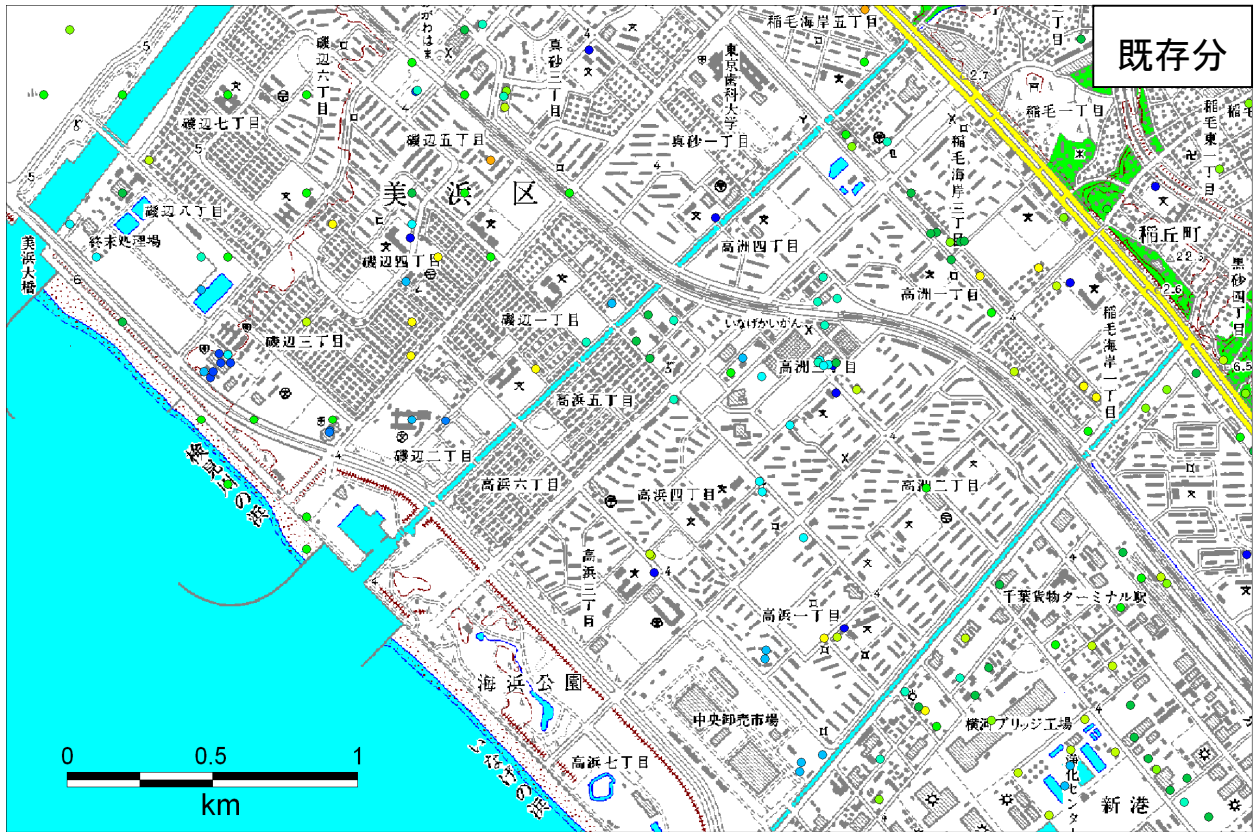 既存分
稲毛海岸五丁目
磯辺六丁目
真砂三丁目
東京歯科大学
稲毛一丁目
稲毛東一丁目
磯辺七丁目
磯辺五丁目
真砂一丁目
稲毛海岸三丁目
美浜区
磯辺八丁目
終末処理場
美浜大橋
磯辺四丁目
高洲四丁目
稲丘町
黒砂四丁目
高洲一丁目
磯辺一丁目
いなげかいがん
稲毛海岸一丁目
磯辺三丁目
高浜五丁目
磯辺二丁目
高浜六丁目
高浜四丁目
高洲二丁目
検見川の浜
高浜三丁目
千葉貨物ターミナル駅
高浜一丁目
海浜公園
中央卸売市場
横河ブリッジ工場
高浜七丁目
いなげの浜
浄化センタ
新港
0 0.5 1
km